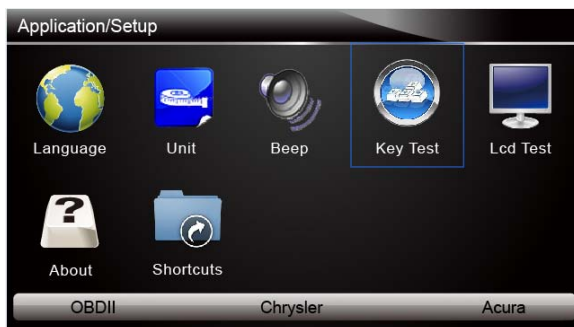 Application/Setup
Language Unit Beep Key Test Lcd Test
?
About Shortcuts
OBDII Chrysler Acura